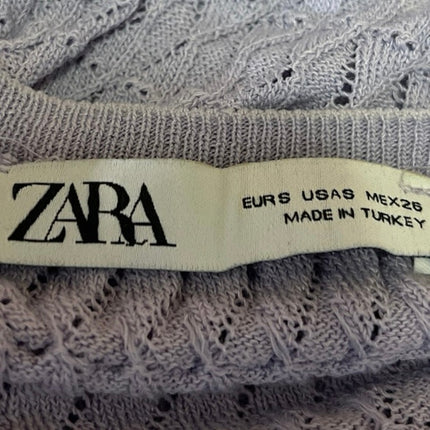 ZARA
EUR S USA S MEX 26
MADE IN TURKEY